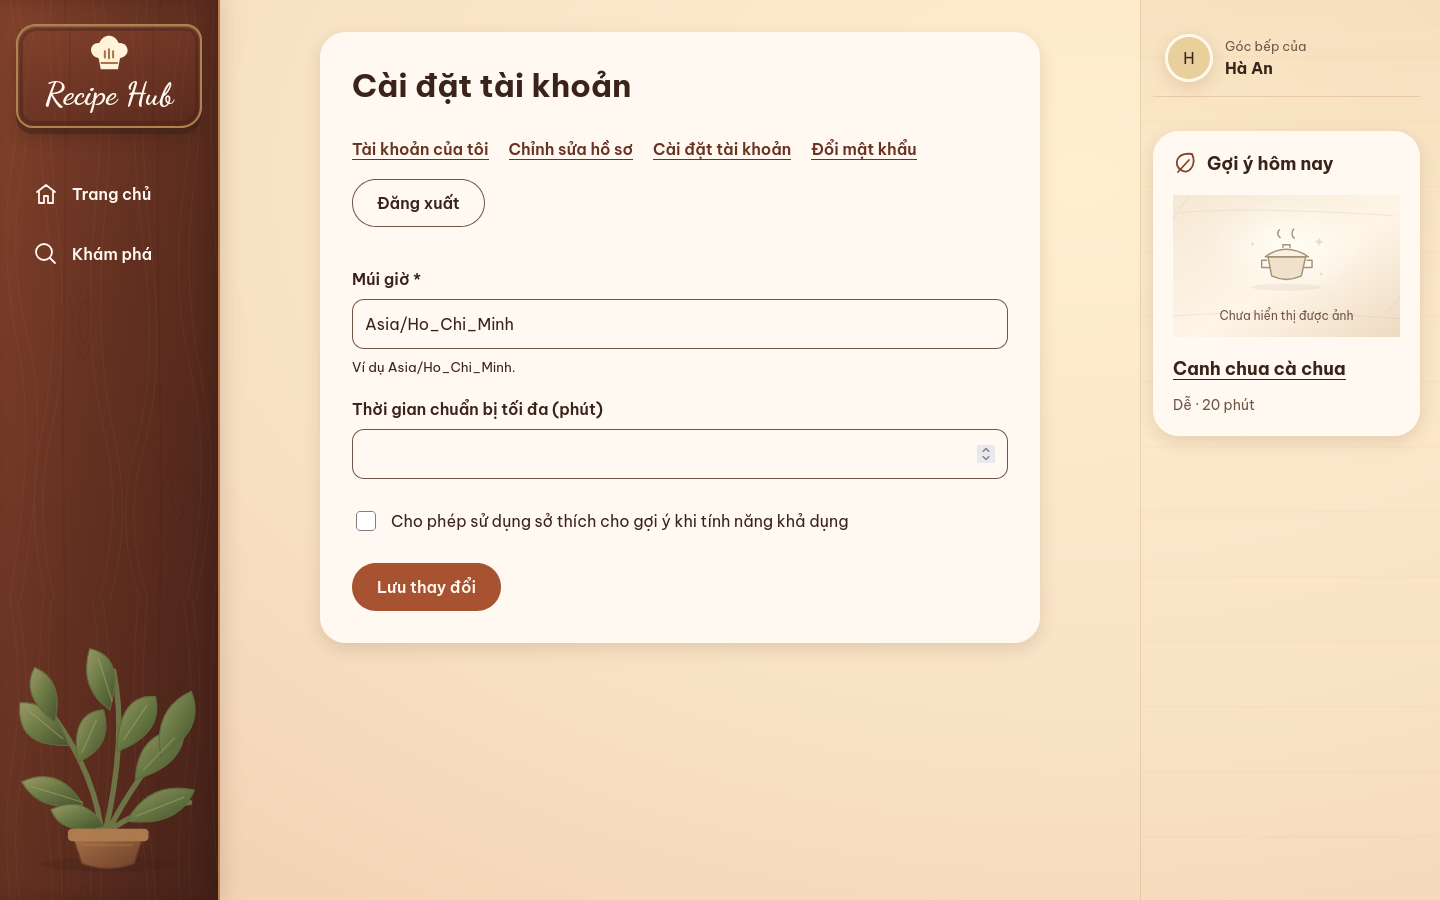 Recipe Hub
Trang chủ
Khám phá
Cài đặt tài khoản
Tài khoản của tôi
Chỉnh sửa hồ sơ
Cài đặt tài khoản
Đổi mật khẩu
Đăng xuất
Múi giờ *
Asia/Ho_Chi_Minh
Ví dụ Asia/Ho_Chi_Minh.
Thời gian chuẩn bị tối đa (phút)
Cho phép sử dụng sở thích cho gợi ý khi tính năng khả dụng
Lưu thay đổi
H
Góc bếp của
Hà An
Gợi ý hôm nay
Chưa hiển thị được ảnh
Canh chua cà chua
Dễ · 20 phút